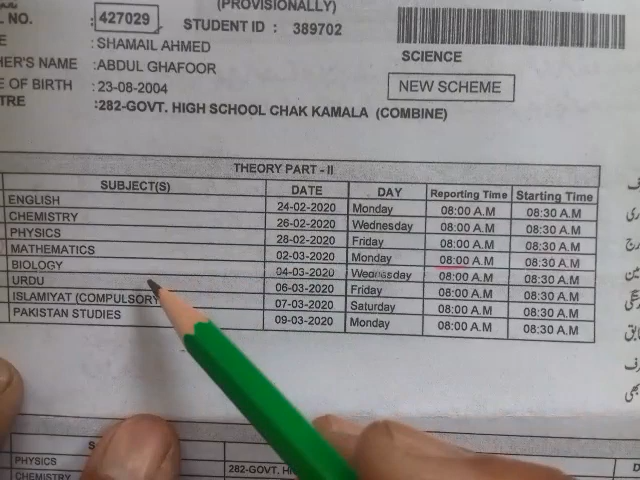 (PROVISIONALLY)
L NO. : 427029 STUDENT ID : 389702
E : SHAMAIL AHMED
HER'S NAME : ABDUL GHAFOOR SCIENCE
E OF BIRTH : 23-08-2004 NEW SCHEME
TRE : 282-GOVT. HIGH SCHOOL CHAK KAMALA (COMBINE)
THEORY PART - II
SUBJECT(S) DATE DAY Reporting Time Starting Time
ENGLISH 24-02-2020 Monday 08:00 A.M 08:30 A.M
CHEMISTRY 26-02-2020 Wednesday 08:00 A.M 08:30 A.M
PHYSICS 28-02-2020 Friday 08:00 A.M 08:30 A.M
MATHEMATICS 02-03-2020 Monday 08:00 A.M 08:30 A.M
BIOLOGY 04-03-2020 Wednesday 08:00 A.M 08:30 A.M
URDU 06-03-2020 Friday 08:00 A.M 08:30 A.M
ISLAMIYAT (COMPULSORY 07-03-2020 Saturday 08:00 A.M 08:30 A.M
PAKISTAN STUDIES 09-03-2020 Monday 08:00 A.M 08:30 A.M
S
PHYSICS 282-GOVT. HI
CHEMISTRY